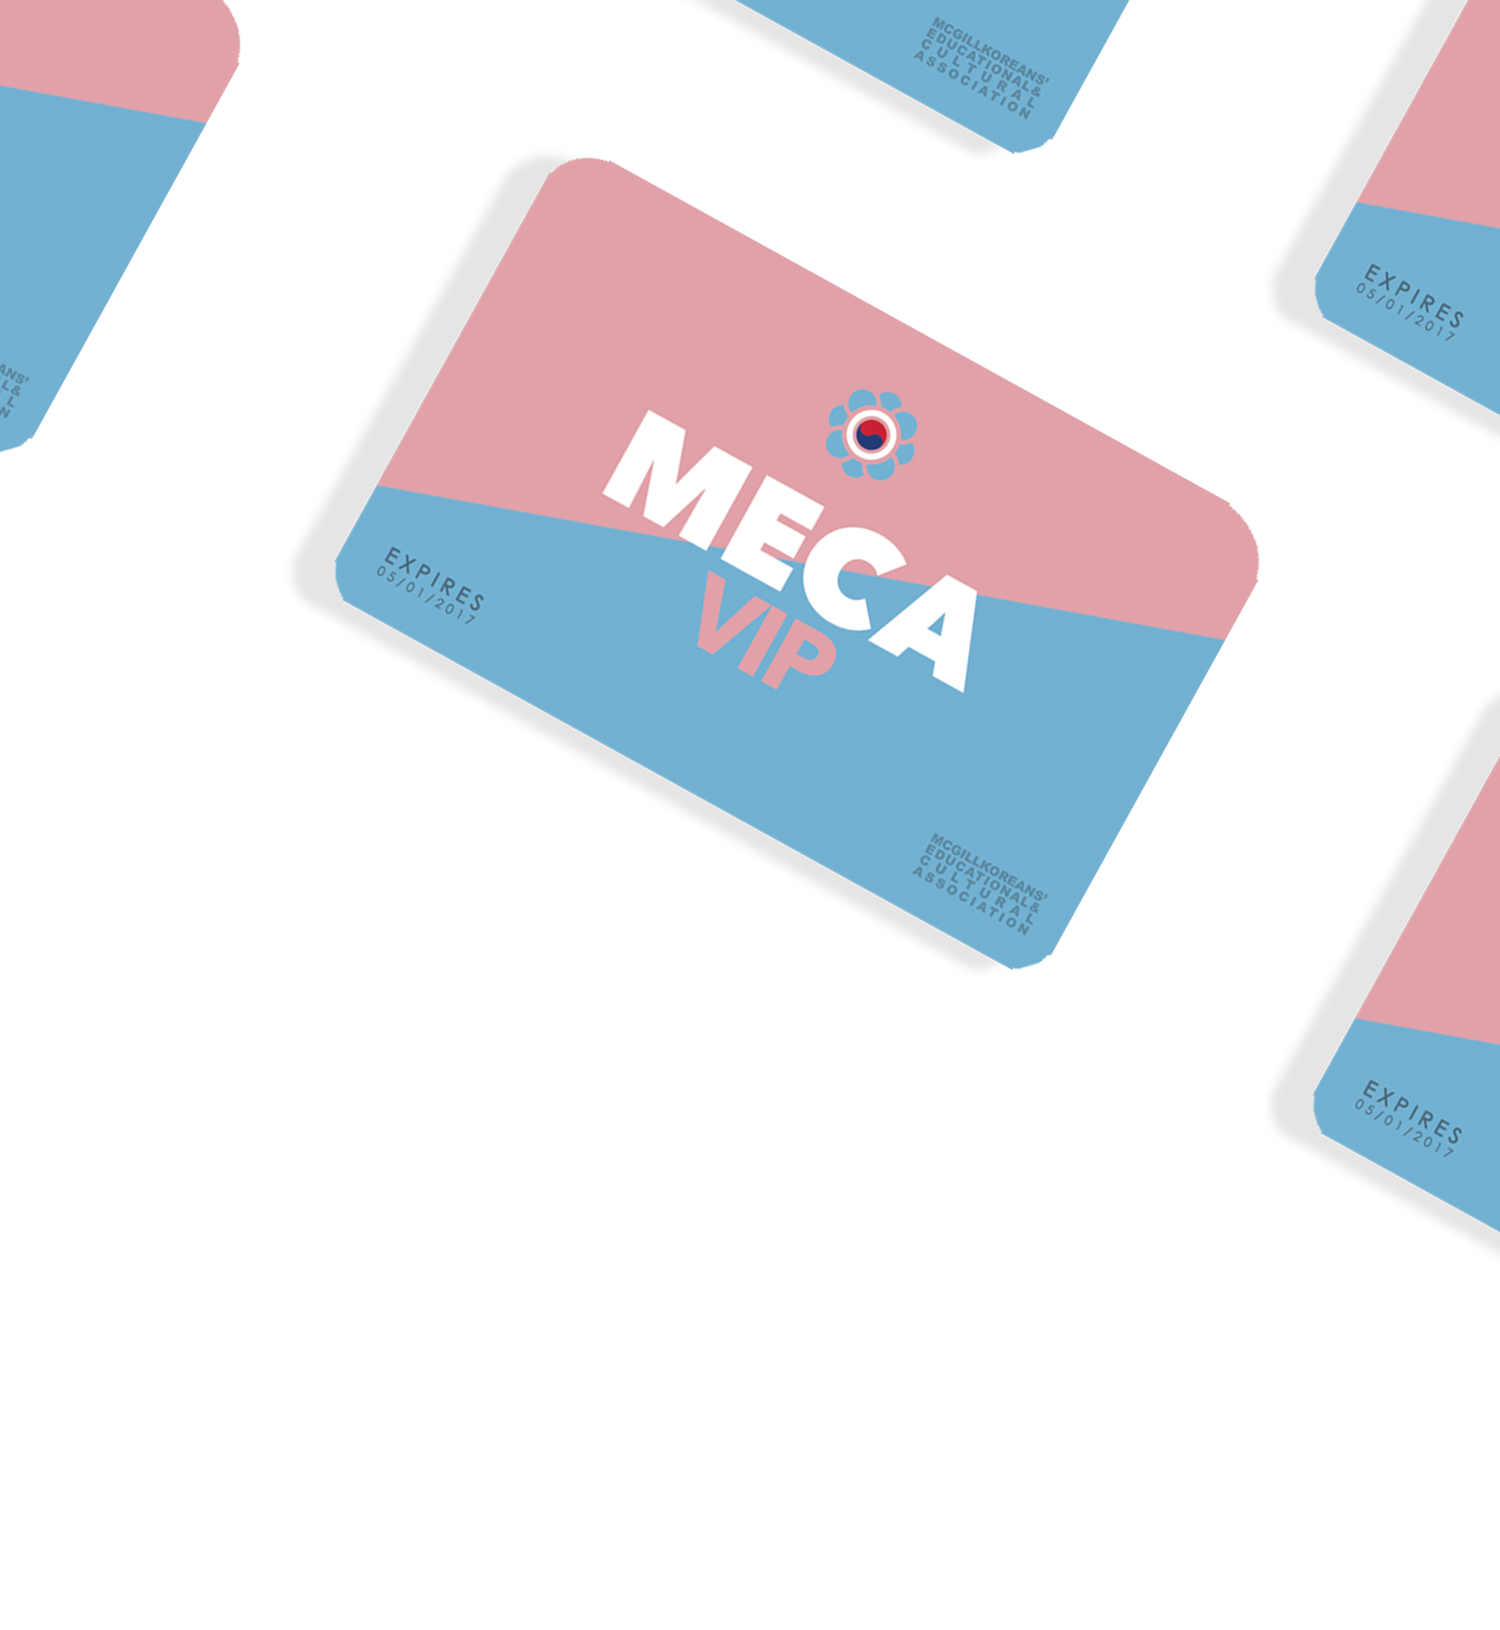 MCGILLKOREANS'
EDUCATIONAL&
CULTURAL
ASSOCIATION
EXPIRES
05/01/2017
ANS'
L&
L
N
MECA
VIP
EXPIRES
05/01/2017
MCGILLKOREANS'
EDUCATIONAL&
CULTURAL
ASSOCIATION
EXPIRES
05/01/2017